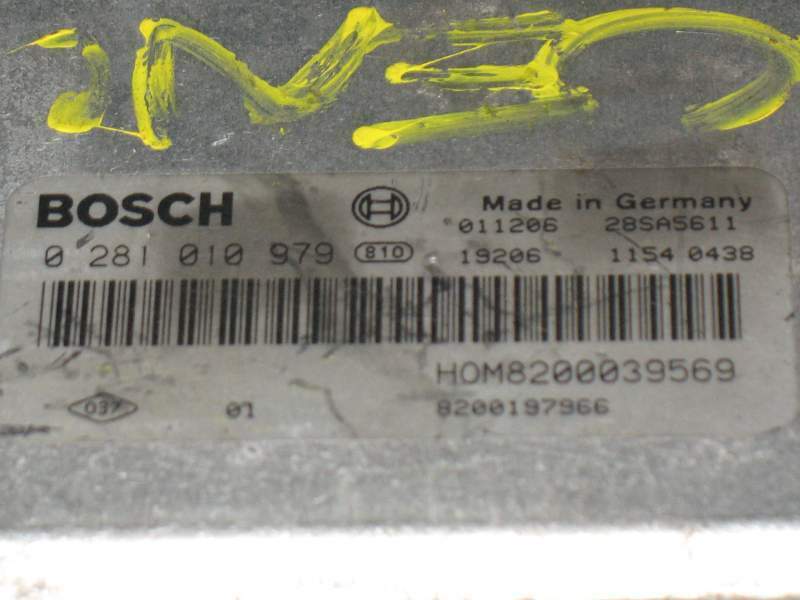 BOSCH Made in Germany
011206 28SA5611
0 281 010 979 810 19206 1154 0438
HOM8200039569
037 01 8200197966